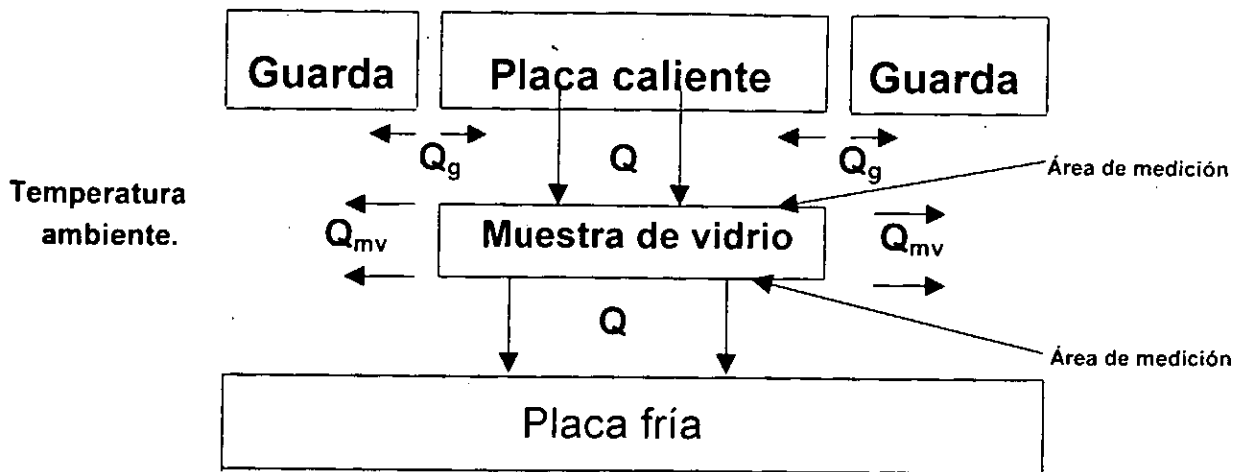 Guarda
Placa caliente
Guarda
Qg
Q
Qg
Área de medición
Temperatura
ambiente.
Qmv
Muestra de vidrio
Qmv
Q
Área de medición
Placa fría